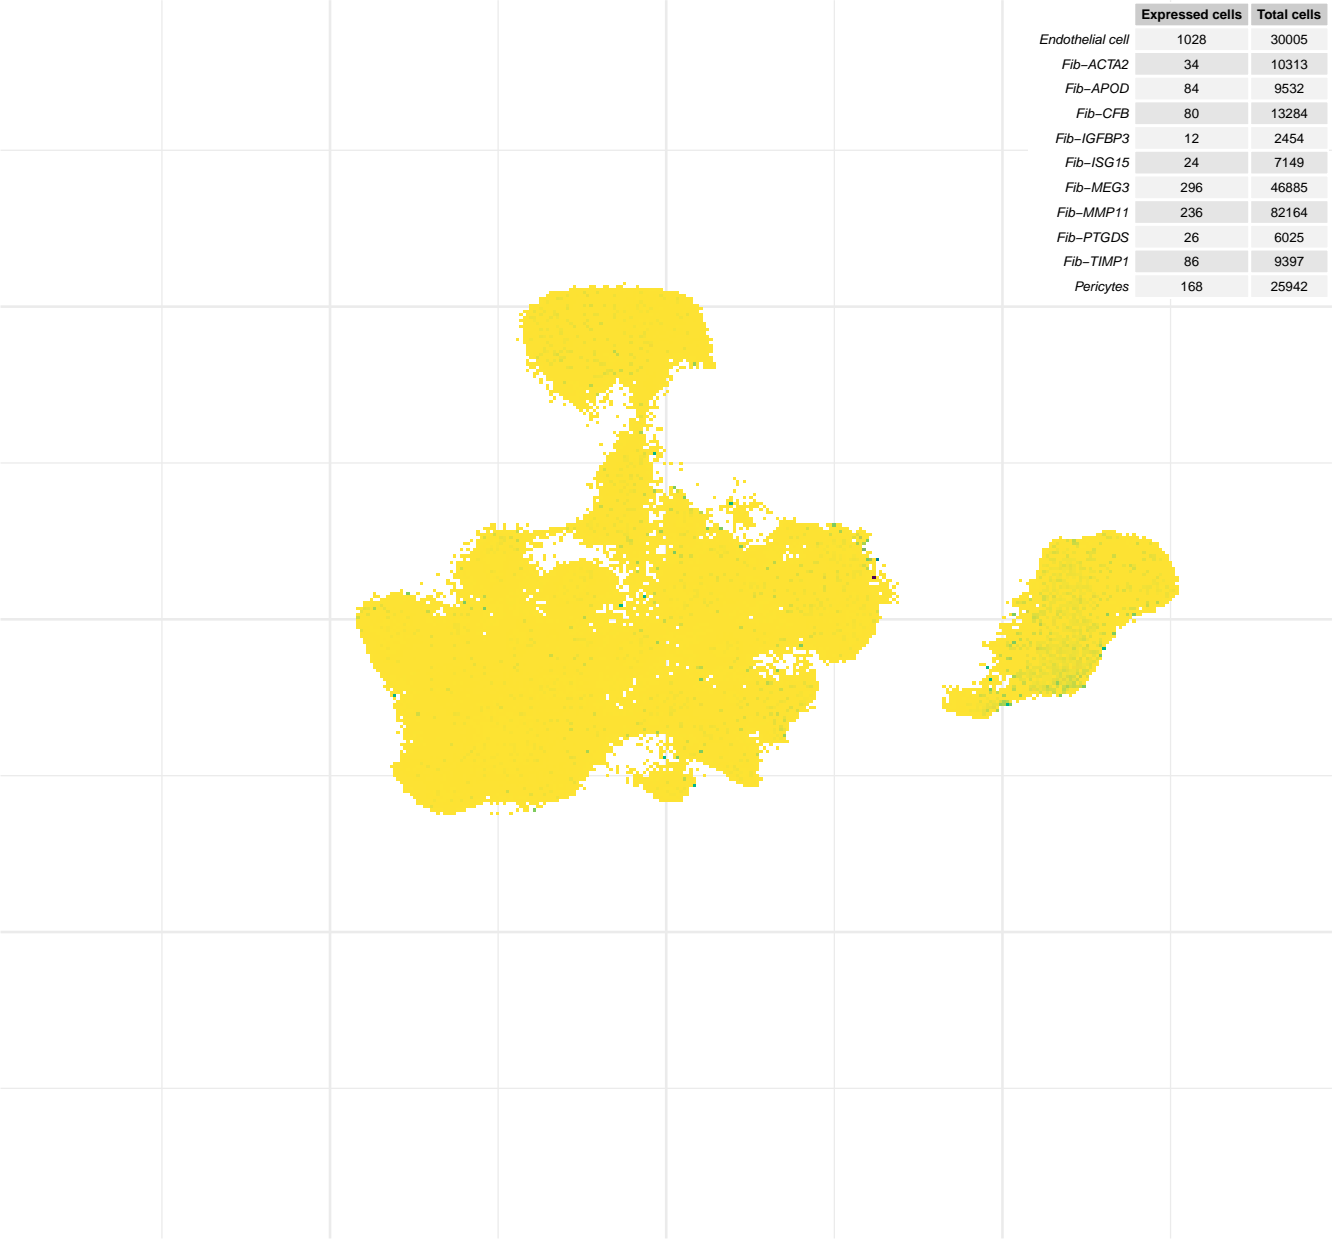 Expressed cells Total cells
Endothelial cell 1028 30005
Fib−ACTA2 34 10313
Fib−APOD 84 9532
Fib−CFB 80 13284
Fib−IGFBP3 12 2454
Fib−ISG15 24 7149
Fib−MEG3 296 46885
Fib−MMP11 236 82164
Fib−PTGDS 26 6025
Fib−TIMP1 86 9397
Pericytes 168 25942